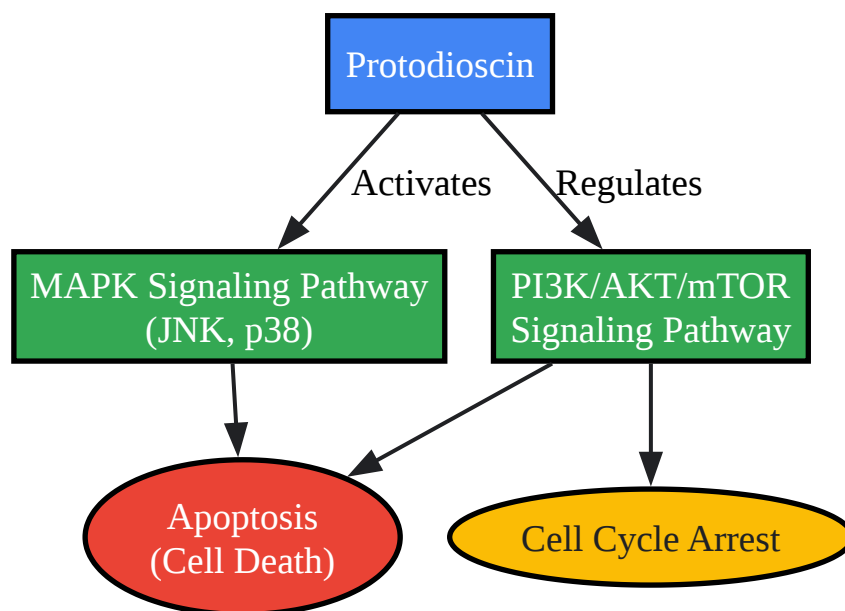 Protodioscin
Activates
Regulates
MAPK Signaling Pathway
(JNK, p38)
PI3K/AKT/mTOR
Signaling Pathway
Apoptosis
(Cell Death)
Cell Cycle Arrest